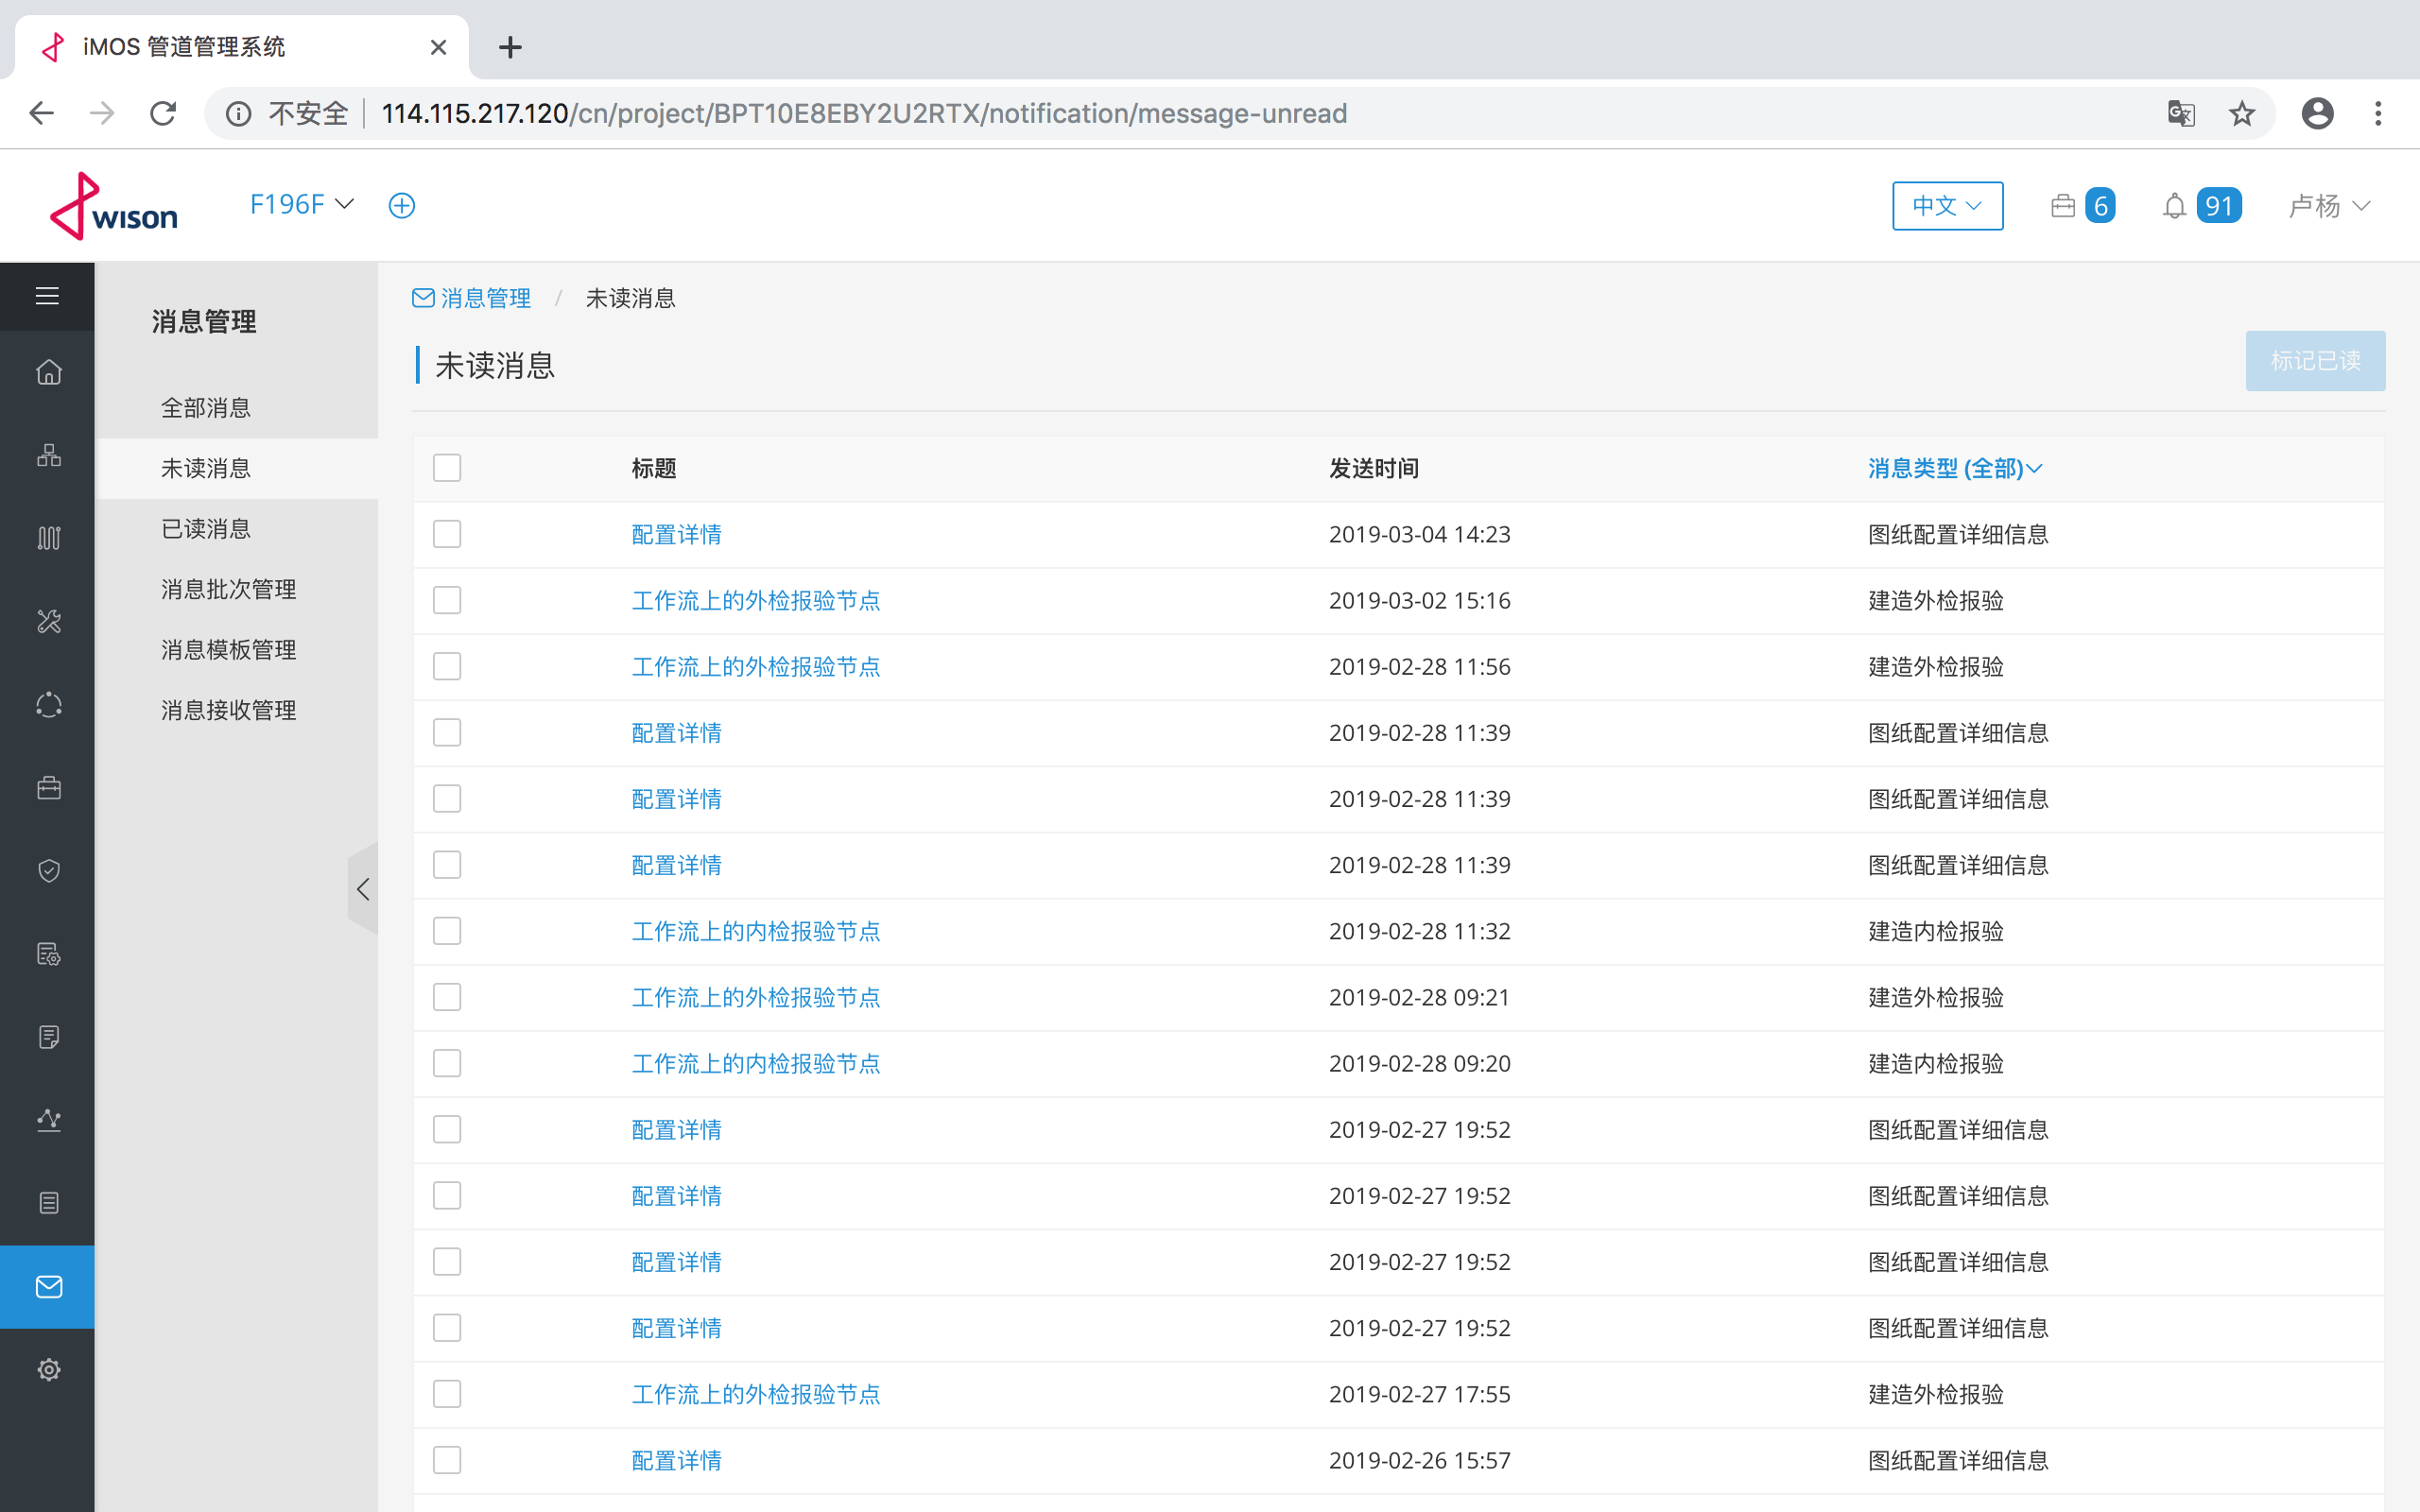 iMOS 管道管理系统
不安全 114.115.217.120/cn/project/BPT10E8EBY2U2RTX/notification/message-unread
wison F196F 中文 6 91 卢杨
消息管理
全部消息
未读消息
已读消息
消息批次管理
消息模板管理
消息接收管理
消息管理 / 未读消息
未读消息 标记已读
标题 发送时间 消息类型 (全部)
配置详情 2019-03-04 14:23 图纸配置详细信息
工作流上的外检报验节点 2019-03-02 15:16 建造外检报验
工作流上的外检报验节点 2019-02-28 11:56 建造外检报验
配置详情 2019-02-28 11:39 图纸配置详细信息
配置详情 2019-02-28 11:39 图纸配置详细信息
配置详情 2019-02-28 11:39 图纸配置详细信息
工作流上的内检报验节点 2019-02-28 11:32 建造内检报验
工作流上的外检报验节点 2019-02-28 09:21 建造外检报验
工作流上的内检报验节点 2019-02-28 09:20 建造内检报验
配置详情 2019-02-27 19:52 图纸配置详细信息
配置详情 2019-02-27 19:52 图纸配置详细信息
配置详情 2019-02-27 19:52 图纸配置详细信息
配置详情 2019-02-27 19:52 图纸配置详细信息
工作流上的外检报验节点 2019-02-27 17:55 建造外检报验
配置详情 2019-02-26 15:57 图纸配置详细信息